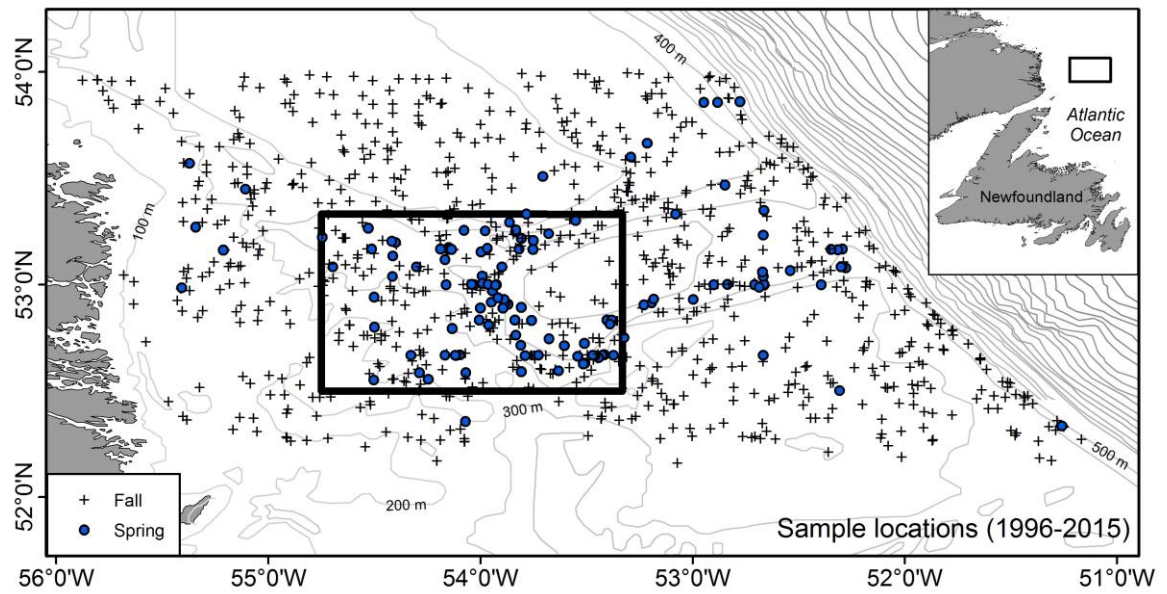 54°0'N
53°0'N
52°0'N
400 m
100 m
300 m
200 m
500 m
Atlantic
Ocean
Newfoundland
Fall
Spring
Sample locations (1996-2015)
56°0'W
55°0'W
54°0'W
53°0'W
52°0'W
51°0'W